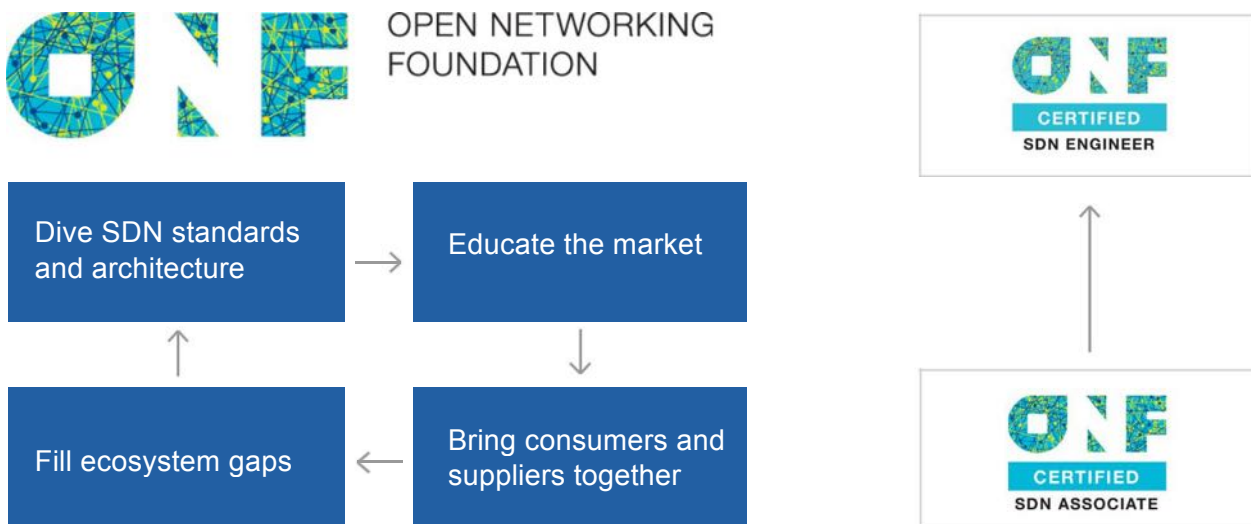 ONF
OPEN NETWORKING
FOUNDATION
Dive SDN standards
and architecture
Educate the market
Fill ecosystem gaps
Bring consumers and
suppliers together
ONF
CERTIFIED
SDN ENGINEER
ONF
CERTIFIED
SDN ASSOCIATE